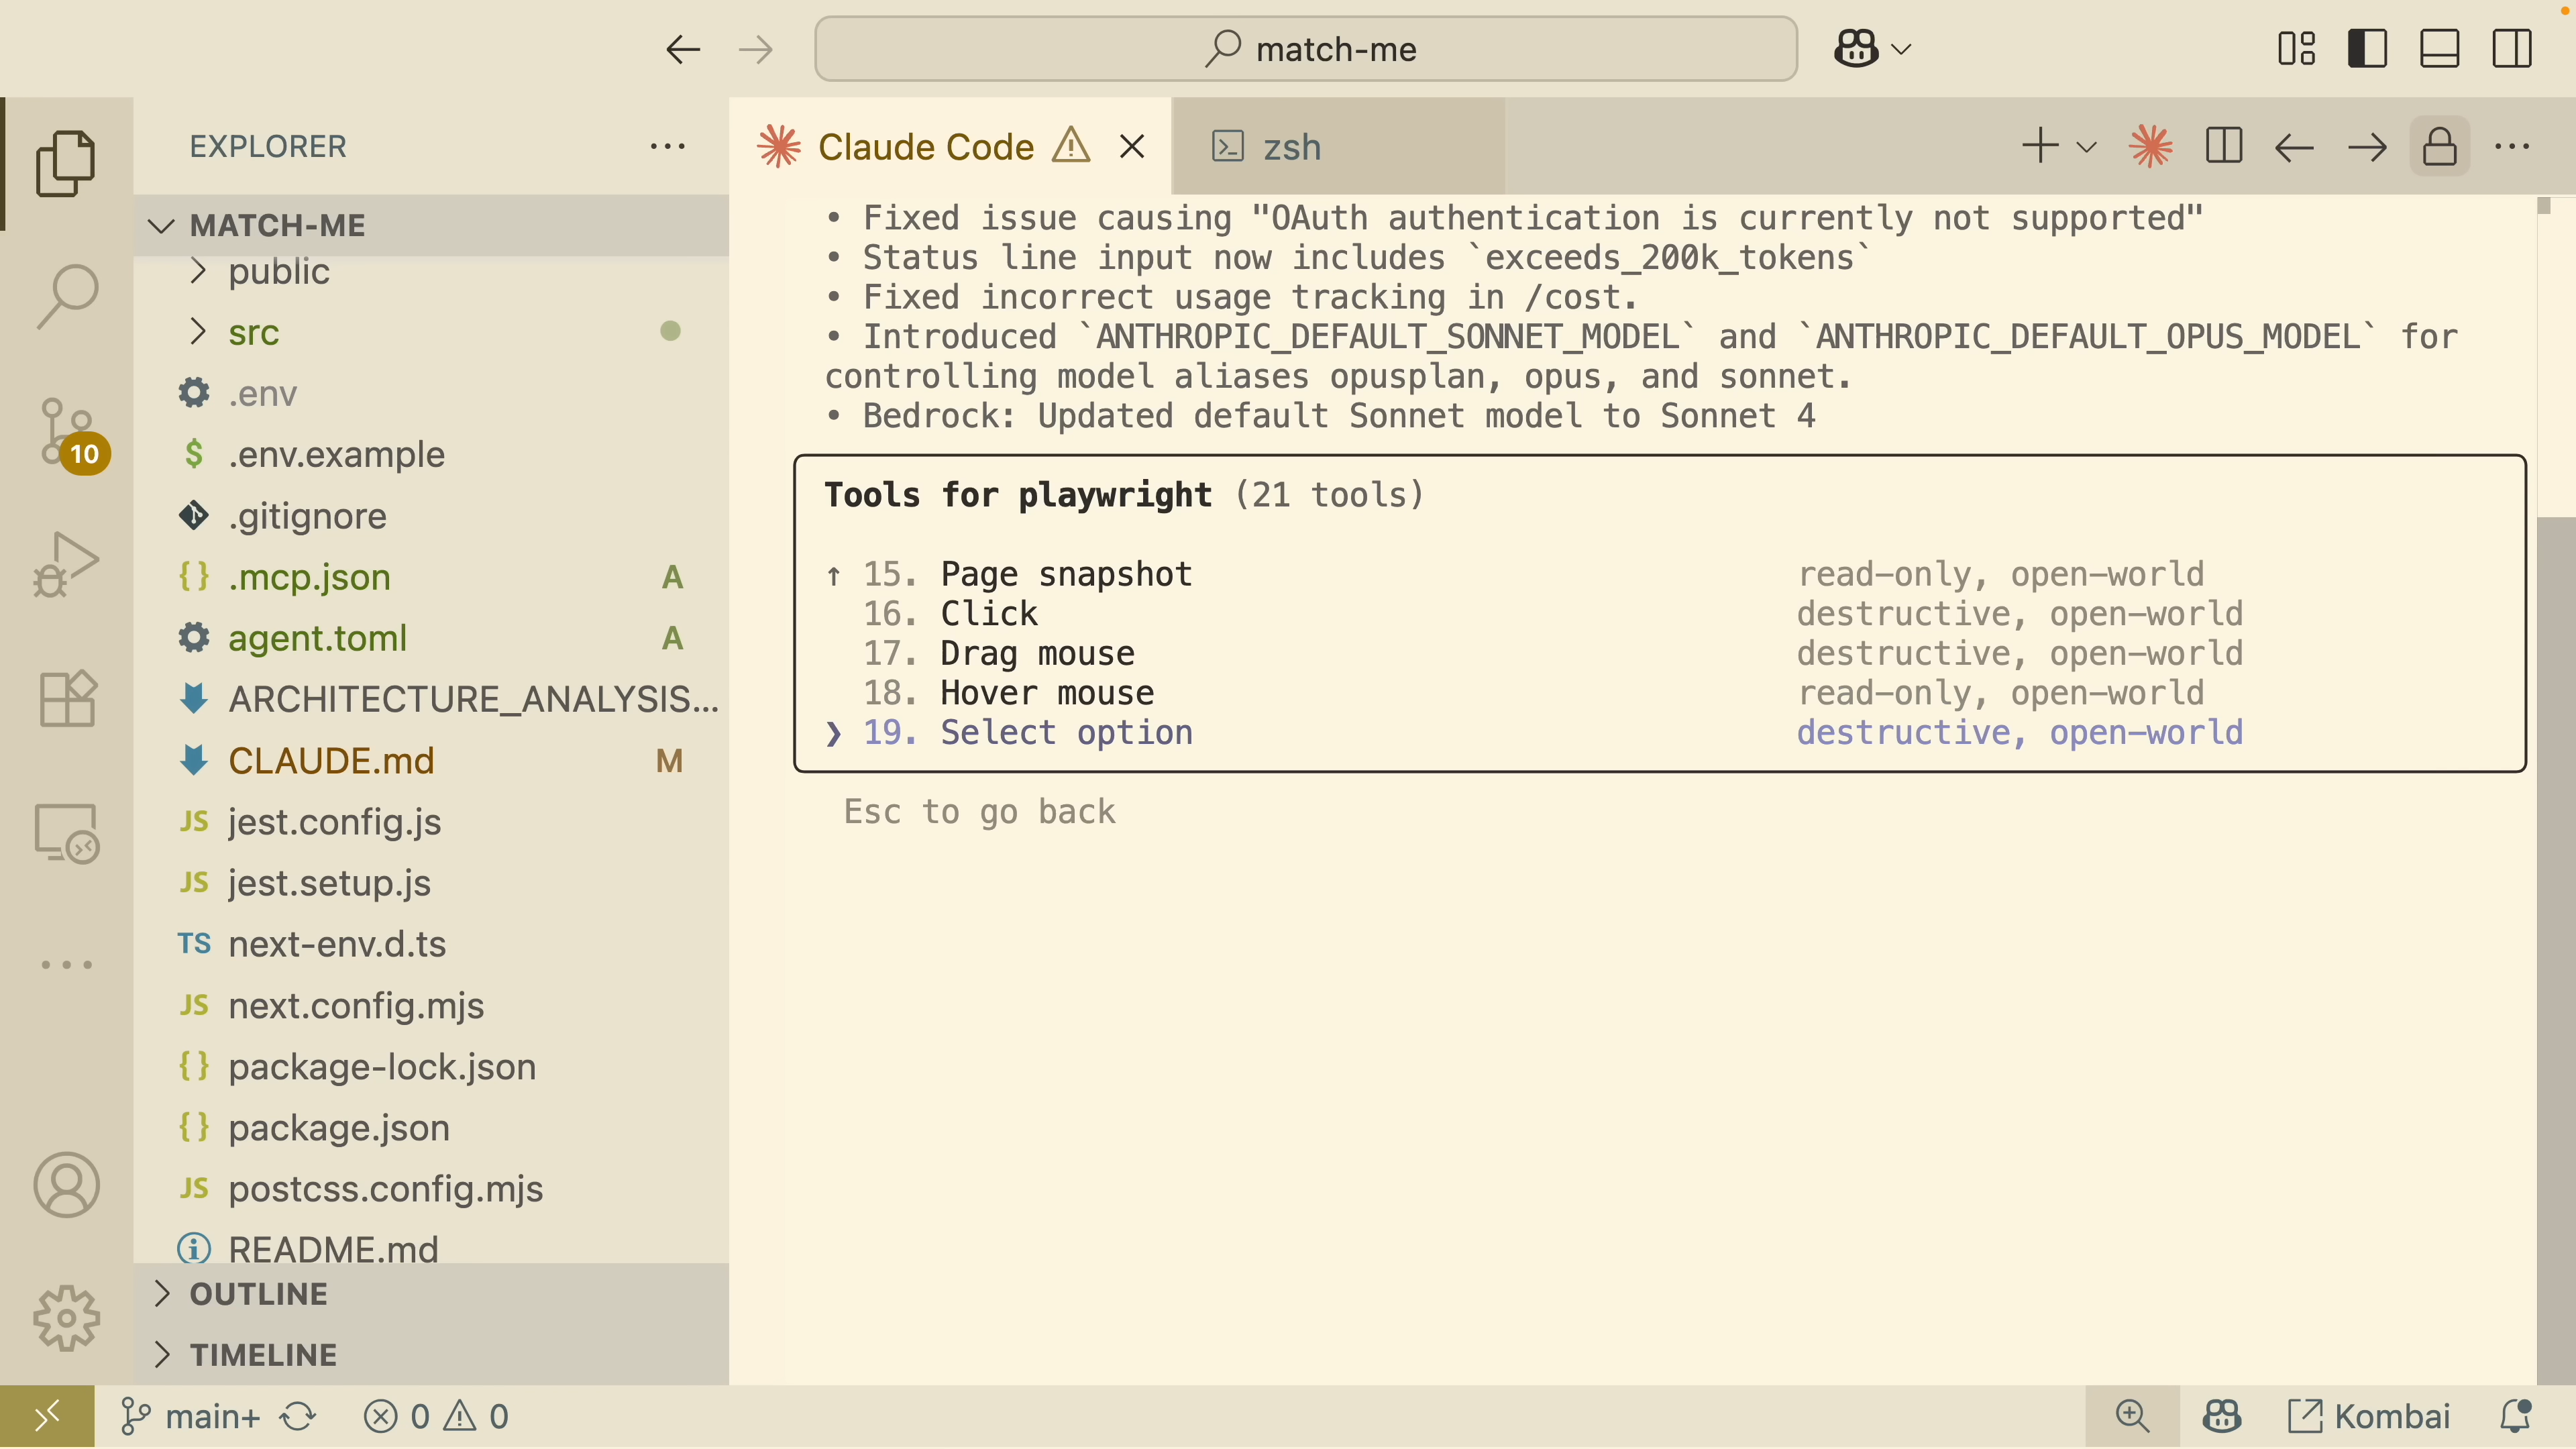 match-me
EXPLORER
MATCH-ME
public
src
.env
$ .env.example
.gitignore
{} .mcp.json A
agent.toml A
ARCHITECTURE_ANALYSIS...
CLAUDE.md M
JS jest.config.js
JS jest.setup.js
TS next-env.d.ts
JS next.config.mjs
{} package-lock.json
{} package.json
JS postcss.config.mjs
README.md
OUTLINE
TIMELINE
10
Claude Code
zsh
• Fixed issue causing "OAuth authentication is currently not supported"
• Status line input now includes `exceeds_200k_tokens`
• Fixed incorrect usage tracking in /cost.
• Introduced `ANTHROPIC_DEFAULT_SONNET_MODEL` and `ANTHROPIC_DEFAULT_OPUS_MODEL` for
controlling model aliases opusplan, opus, and sonnet.
• Bedrock: Updated default Sonnet model to Sonnet 4
Tools for playwright (21 tools)
↑ 15. Page snapshot read-only, open-world
16. Click destructive, open-world
17. Drag mouse destructive, open-world
18. Hover mouse read-only, open-world
❯ 19. Select option destructive, open-world
Esc to go back
main+ 0 0 Kombai